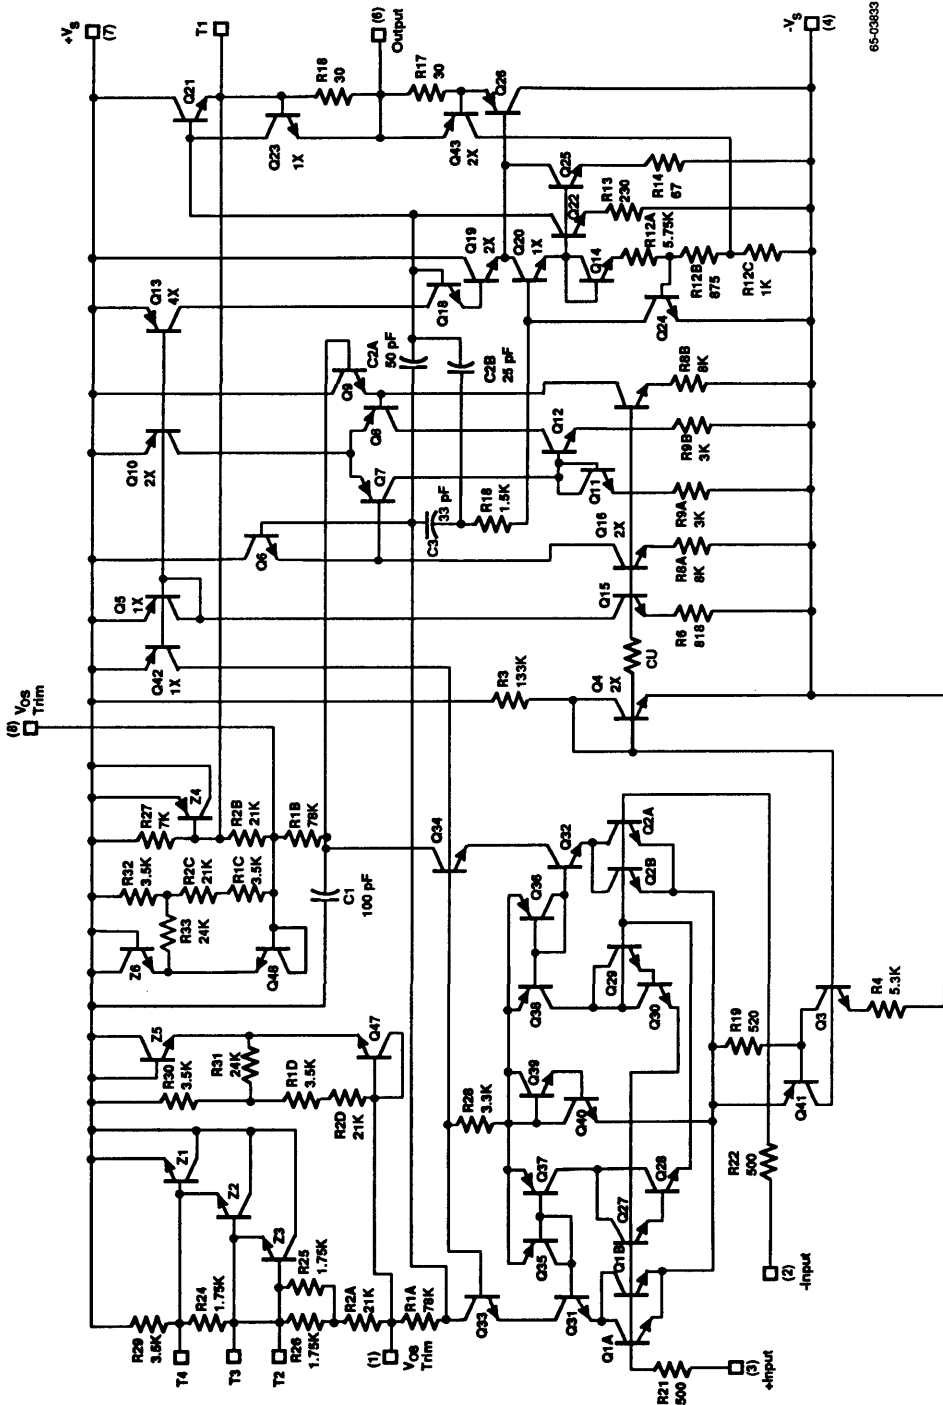 +VS
(7)
T1
(6)
Output
-VS
(4)
65-03833
Q21
R18
30
R17
30
Q26
Q23
1X
Q43
2X
Q25
R14
67
Q22
R13
230
Q13
4X
Q19
2X
Q20
1X
Q14
R12A
5.75K
R12B
875
R12C
1K
Q18
Q24
C2A
50 pF
C2B
25 pF
Q9
Q8
Q12
R8B
8K
Q10
2X
Q7
R9B
3K
Q11
R9A
3K
Q6
C3
33 pF
R18
1.5K
Q16
2X
R8A
8K
Q5
1X
Q15
R6
818
Q42
1X
CU
R3
133K
Q4
2X
(8) VOS
Trim
Z4
R27
7K
R2B
21K
R1B
78K
Q34
Q32
Q2A
Q2B
R32
3.5K
R2C
21K
R1C
3.5K
C1
100 pF
Q36
R33
24K
Z6
Q48
Q38
Q29
Q30
R19
520
Q3
R4
5.3K
Z5
Q47
R30
3.5K
R31
24K
R1D
3.5K
R2D
21K
R28
3.3K
Q39
Q40
Q41
Z1
Z2
Z3
Q37
Q28
Q27
R22
500
Q35
Q1B
(2)
-Input
R25
1.75K
R29
3.5K
R24
1.75K
R26
1.75K
R2A
21K
R1A
78K
Q33
Q31
Q1A
T4
T3
T2
(1)
VOS
Trim
R21
500
(3)
+Input